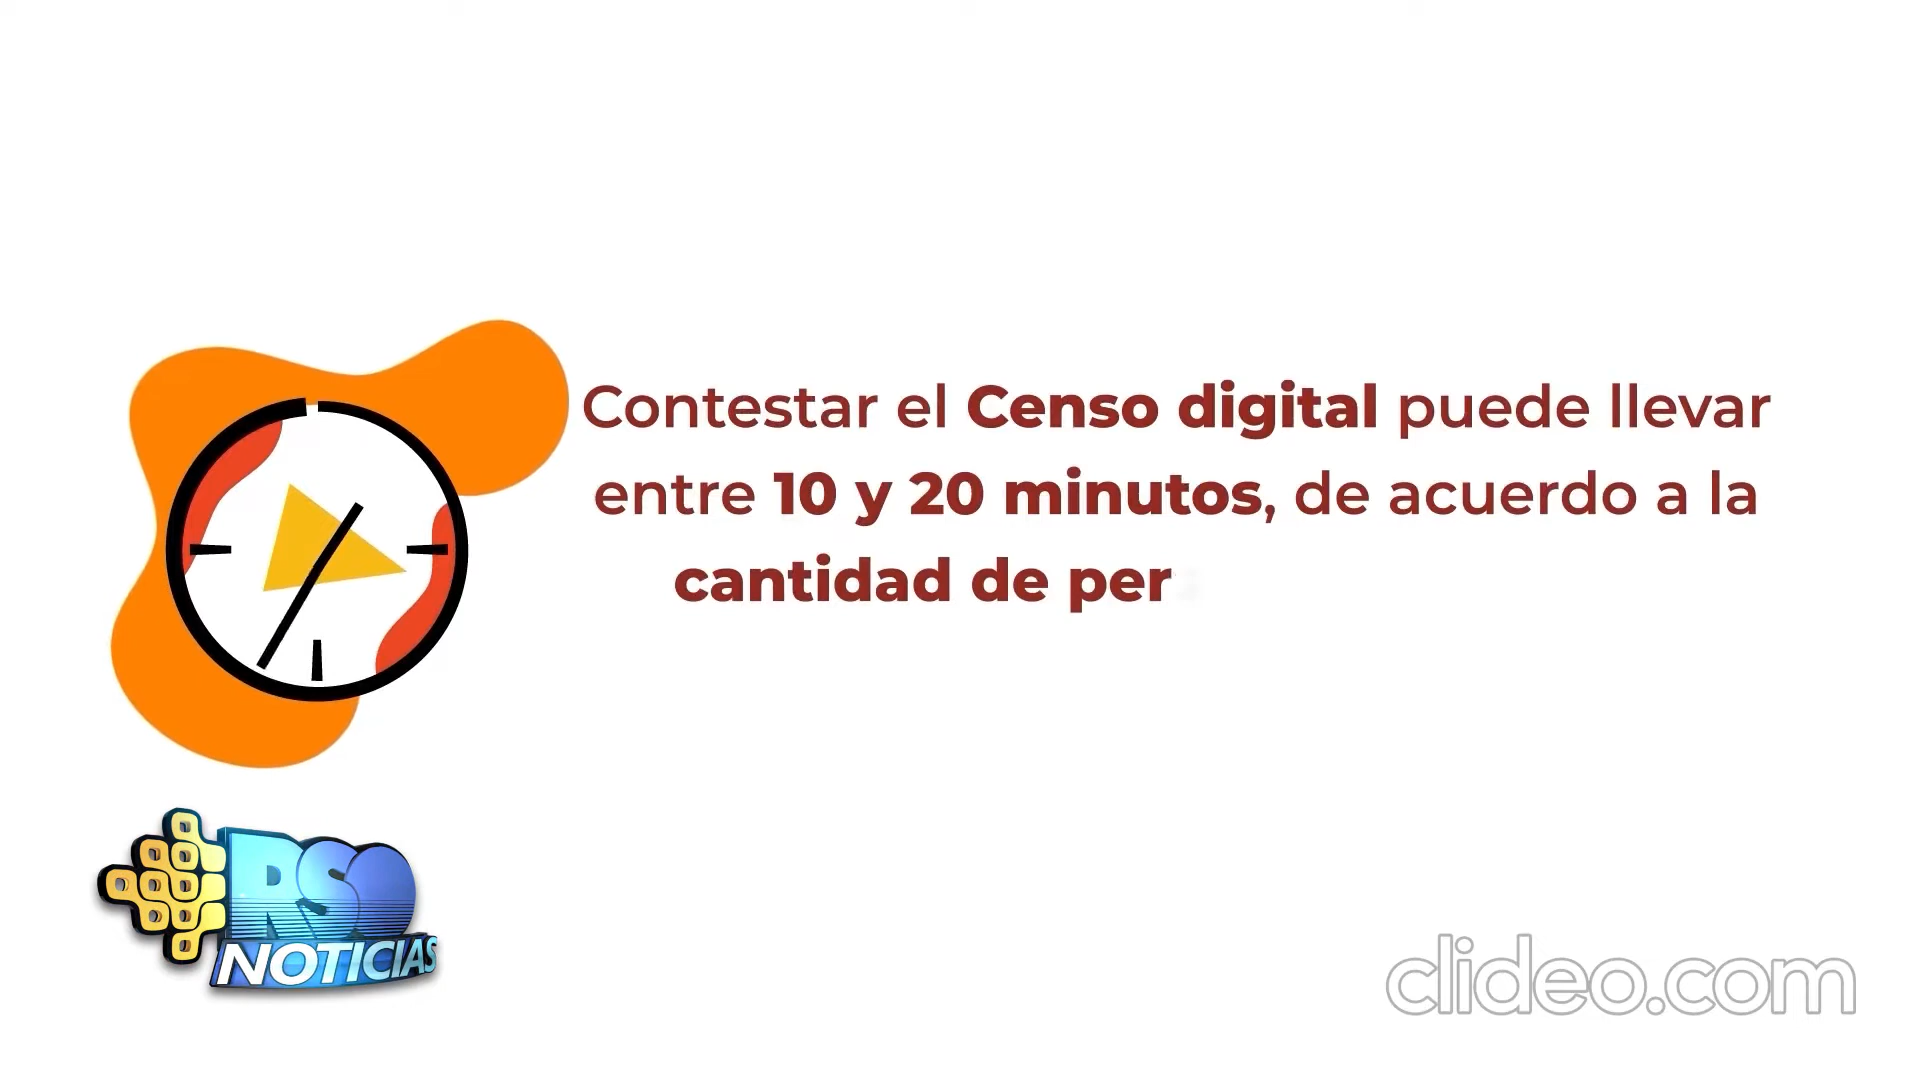 Contestar el Censo digital puede llevar
entre 10 y 20 minutos, de acuerdo a la
cantidad de per
RSO
NOTICIAS
clideo.com